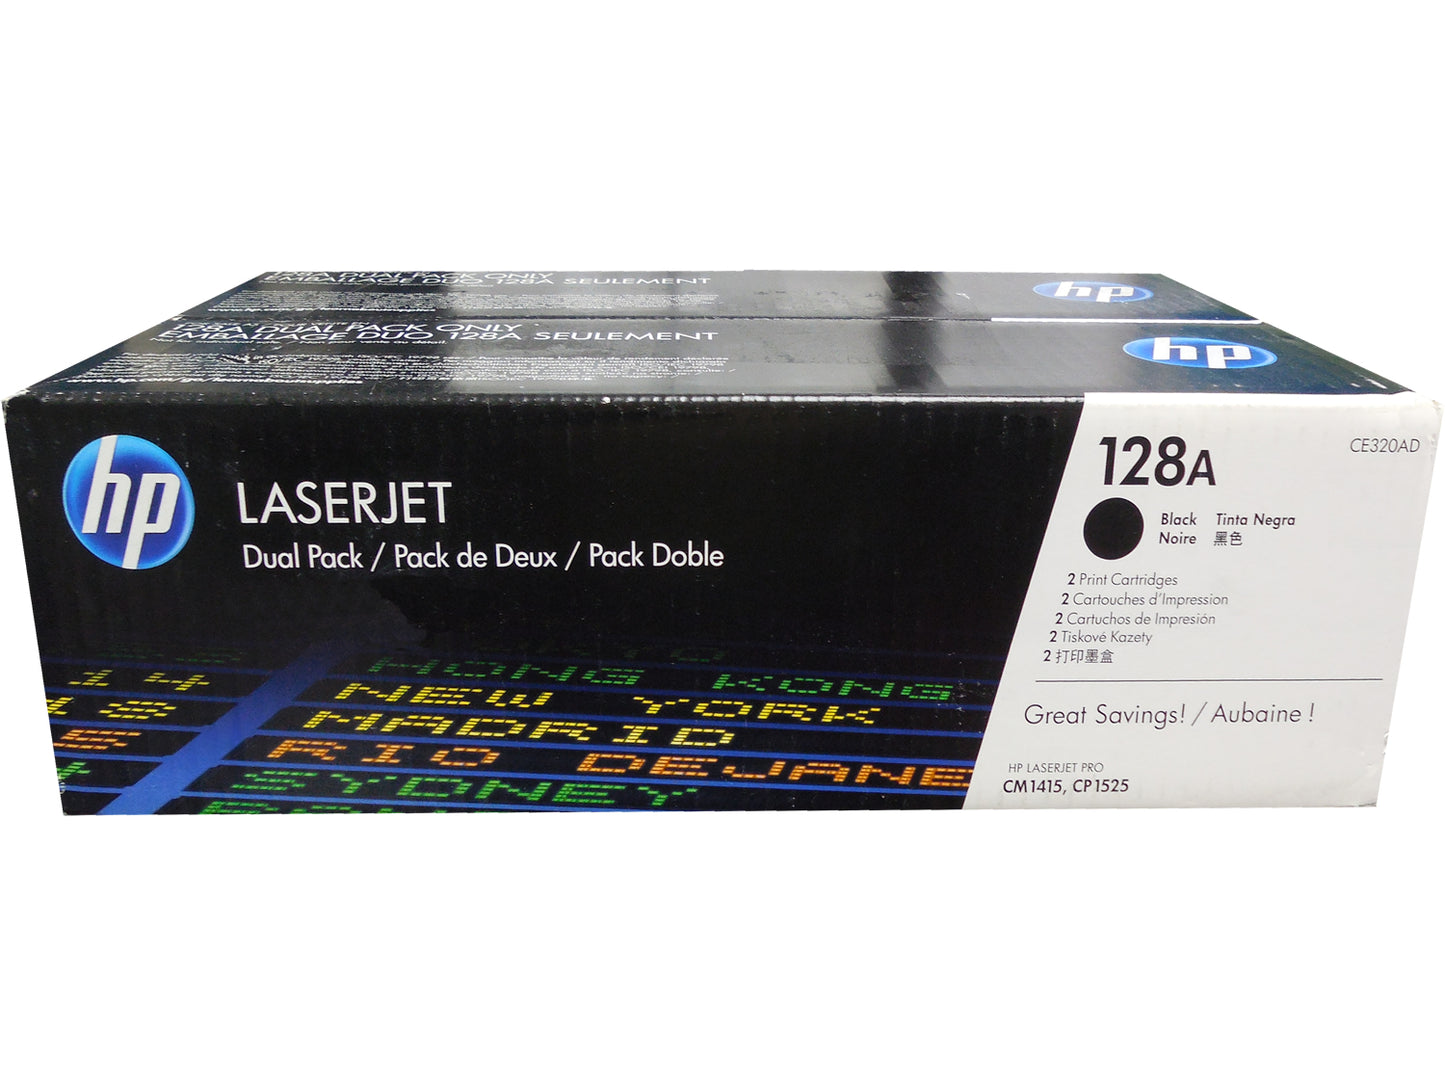 128A DUAL PACK ONLY
EMBALLAGE DUO 128A SEULEMENT
hp
128A DUAL PACK ONLY
EMBALLAGE DUO 128A SEULEMENT
hp
hp
LASERJET
Dual Pack / Pack de Deux / Pack Doble
128A
CE320AD
Black Tinta Negra
Noire 黑色
2 Print Cartridges
2 Cartouches d'Impression
2 Cartuchos de Impresión
2 Tiskové Kazety
2 打印墨盒
Great Savings! / Aubaine !
HP LASERJET PRO
CM1415, CP1525
HONG KONG
14 NEW YORK
18 MADRID
RIO DEJANE
SYDNEY